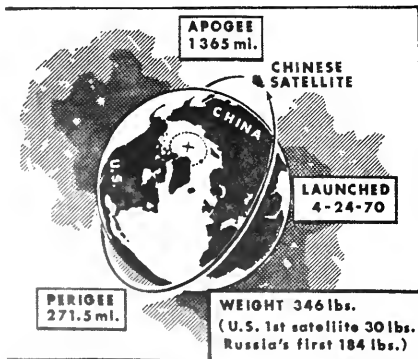 APOGEE
1365 mi.
CHINESE
SATELLITE
CHINA
U.S.
LAUNCHED
4-24-70
PERIGEE
271.5 mi.
WEIGHT 346 lbs.
(U.S. 1st satellite 30 lbs.
Russia's first 184 lbs.)